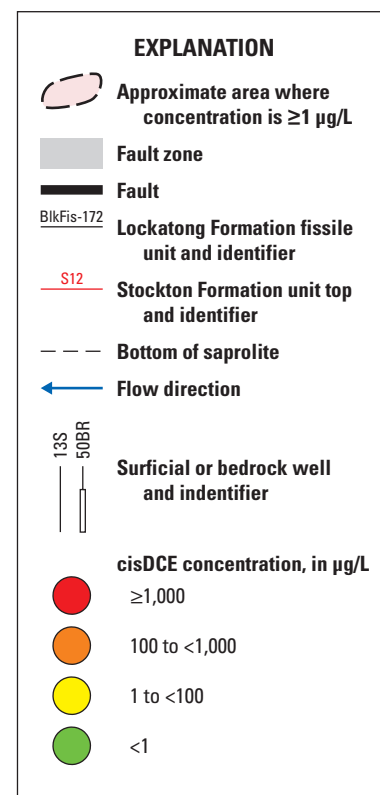 EXPLANATION
Approximate area where
concentration is ≥1 µg/L
Fault zone
Fault
BlkFis-172
Lockatong Formation fissile
unit and identifier
S12
Stockton Formation unit top
and identifier
Bottom of saprolite
Flow direction
13S
50BR
Surficial or bedrock well
and indentifier
cisDCE concentration, in µg/L
≥1,000
100 to <1,000
1 to <100
<1